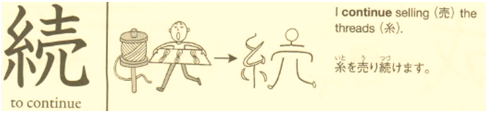 続
to continue
I continue selling (売) the
threads (糸).
糸を売り続けます。
いと う つづ